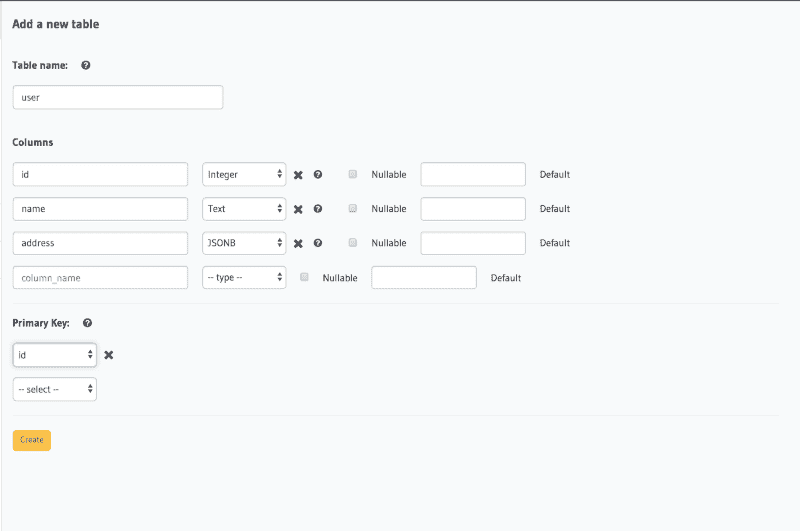 Add a new table
Table name:
user
Columns
id Integer Nullable Default
name Text Nullable Default
address JSONB Nullable Default
column_name -- type -- Nullable Default
Primary Key:
id
-- select --
Create